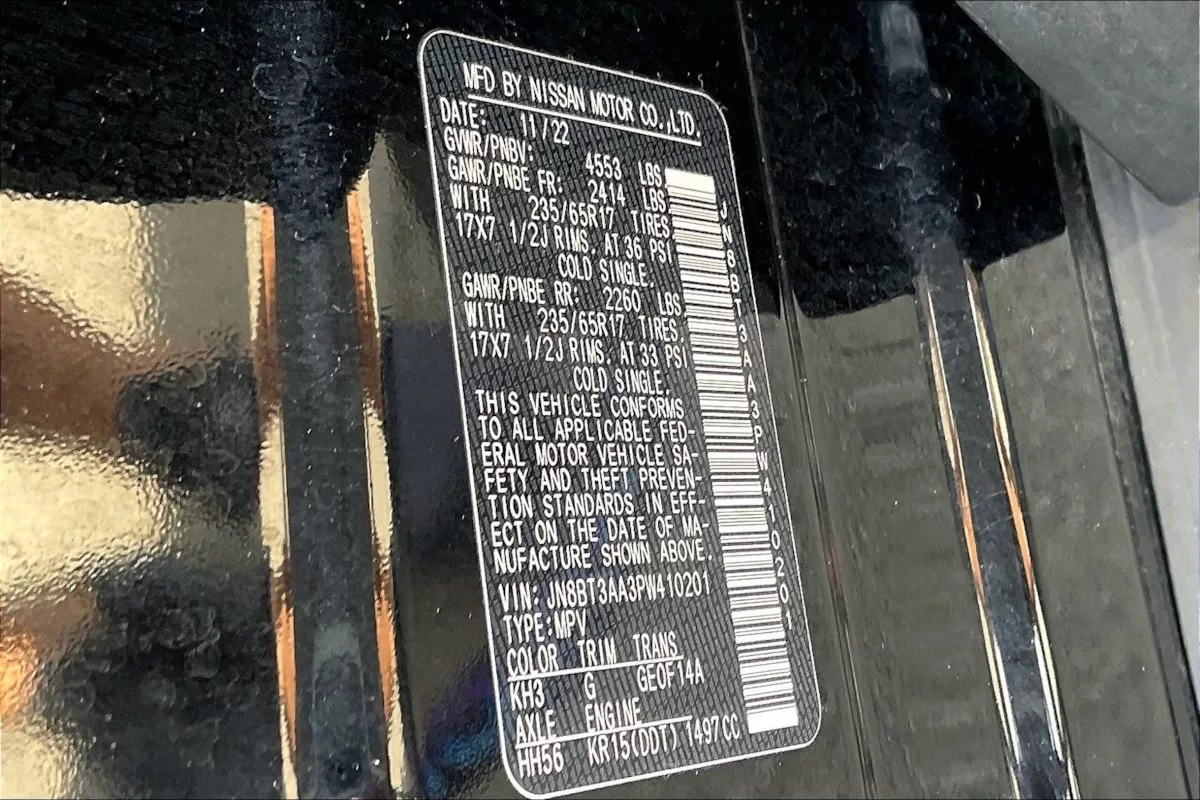 MFD BY NISSAN MOTOR CO.,LTD.
DATE: 11/22
GVWR/PNBV: 4553 LBS.
GAWR/PNBE FR: 2414 LBS
WITH 235/65R17 TIRES
17X7 1/2J RIMS, AT 36 PSI
COLD SINGLE.
GAWR/PNBE RR: 2260 LBS
WITH 235/65R17 TIRES.
17X7 1/2J RIMS, AT 33 PSI
COLD SINGLE.
THIS VEHICLE CONFORMS
TO ALL APPLICABLE FED-
ERAL MOTOR VEHICLE SA-
FETY AND THEFT PREVEN-
TION STANDARDS IN EFF-
ECT ON THE DATE OF MA-
NUFACTURE SHOWN ABOVE.
VIN: JN8BT3AA3PW410201
TYPE:MPV
COLOR TRIM TRANS
KH3 G GEOF14A
AXLE ENGINE
HH56 KR15(DDT) 1497CC
JN8BT3AA3PW410201